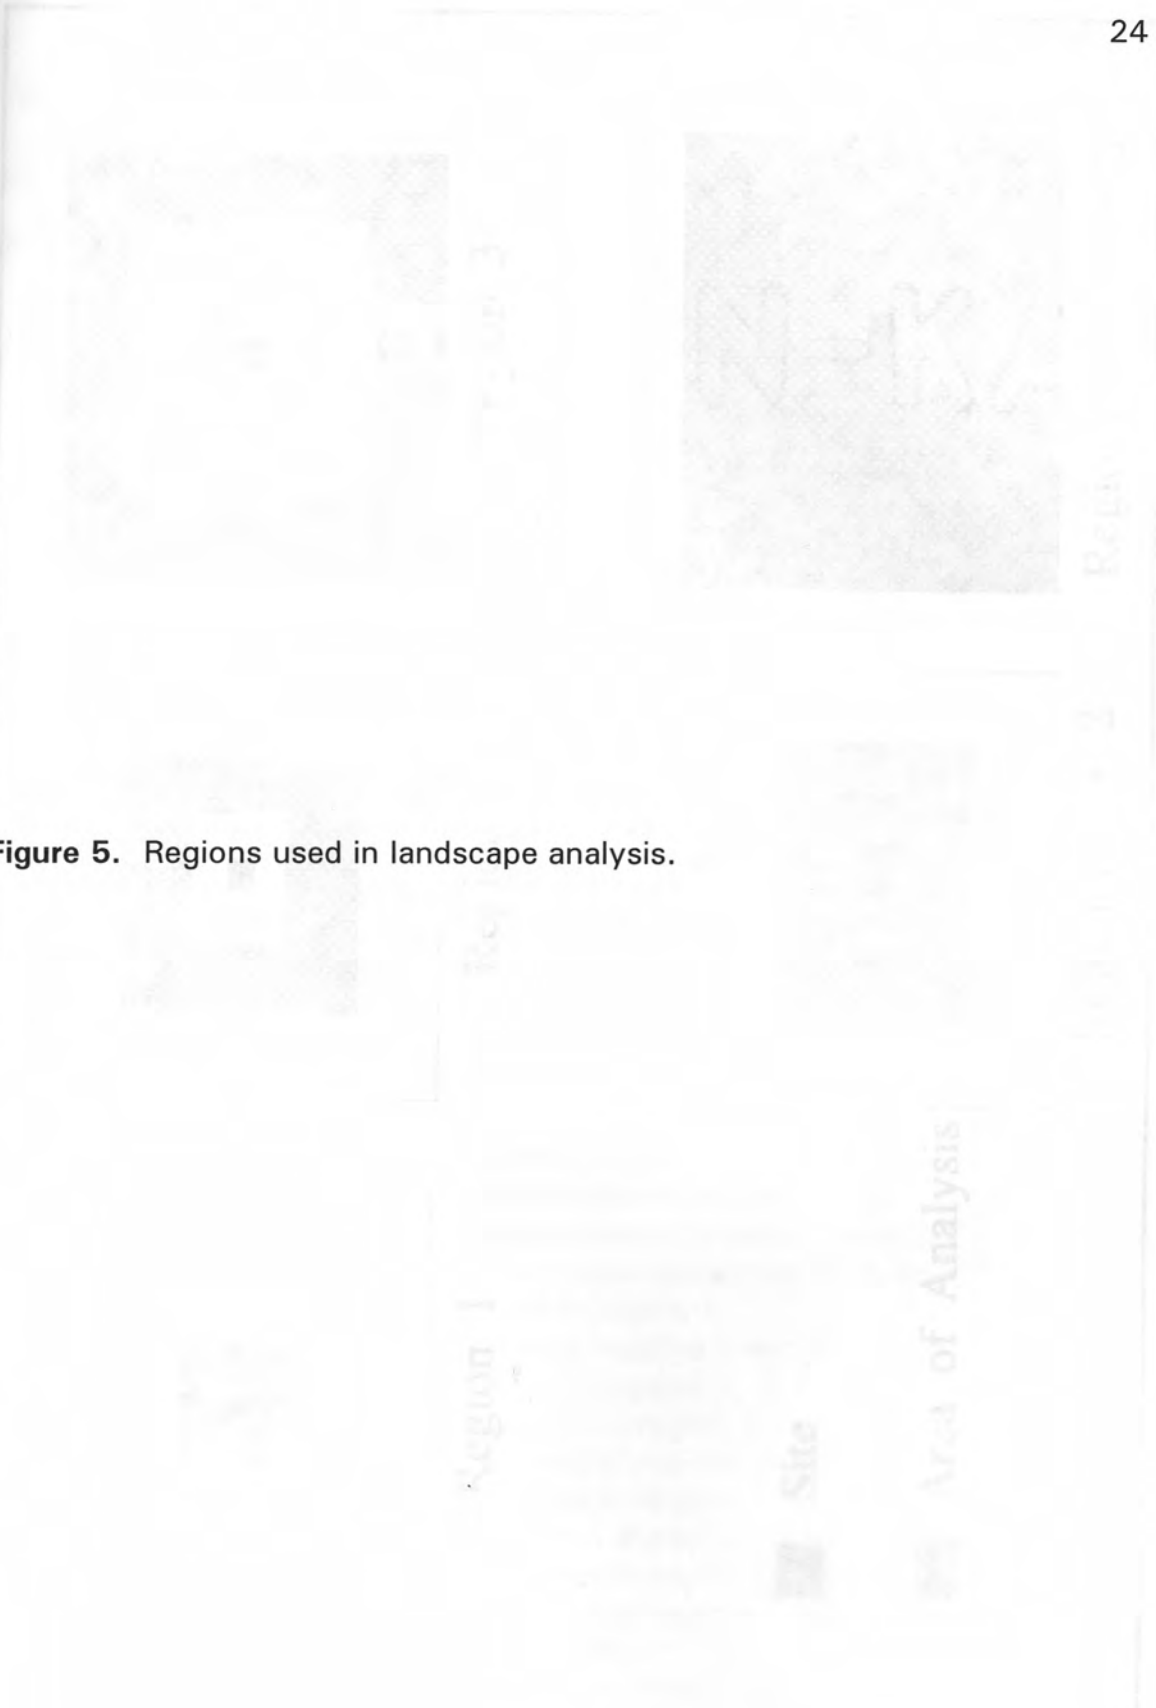 24
Figure 5. Regions used in landscape analysis.
Region 1
Site
Area of Analysis